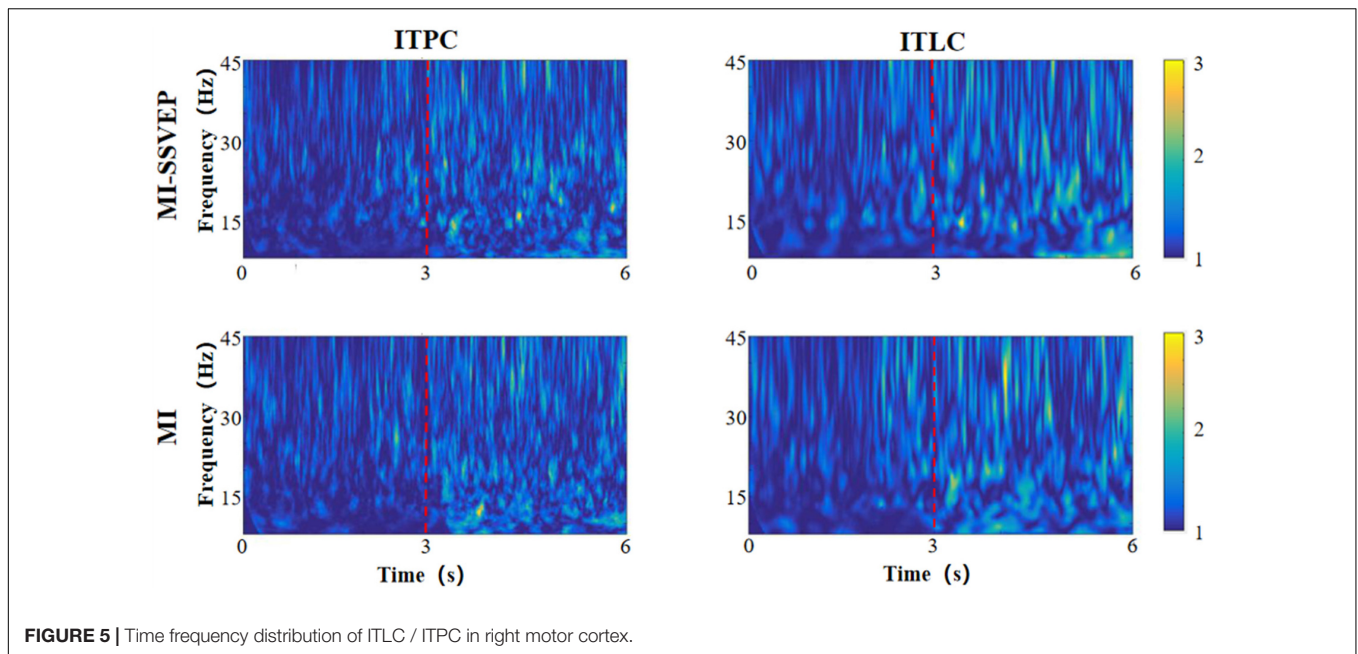 ITPC
ITLC
MI-SSVEP
Frequency (Hz)
45
30
15
0 3 6
15
0 3 6
3
2
1
MI
Frequency (Hz)
45
30
15
0 3 6
Time (s)
45
30
15
0 3 6
Time (s)
3
2
1
FIGURE 5 | Time frequency distribution of ITLC / ITPC in right motor cortex.